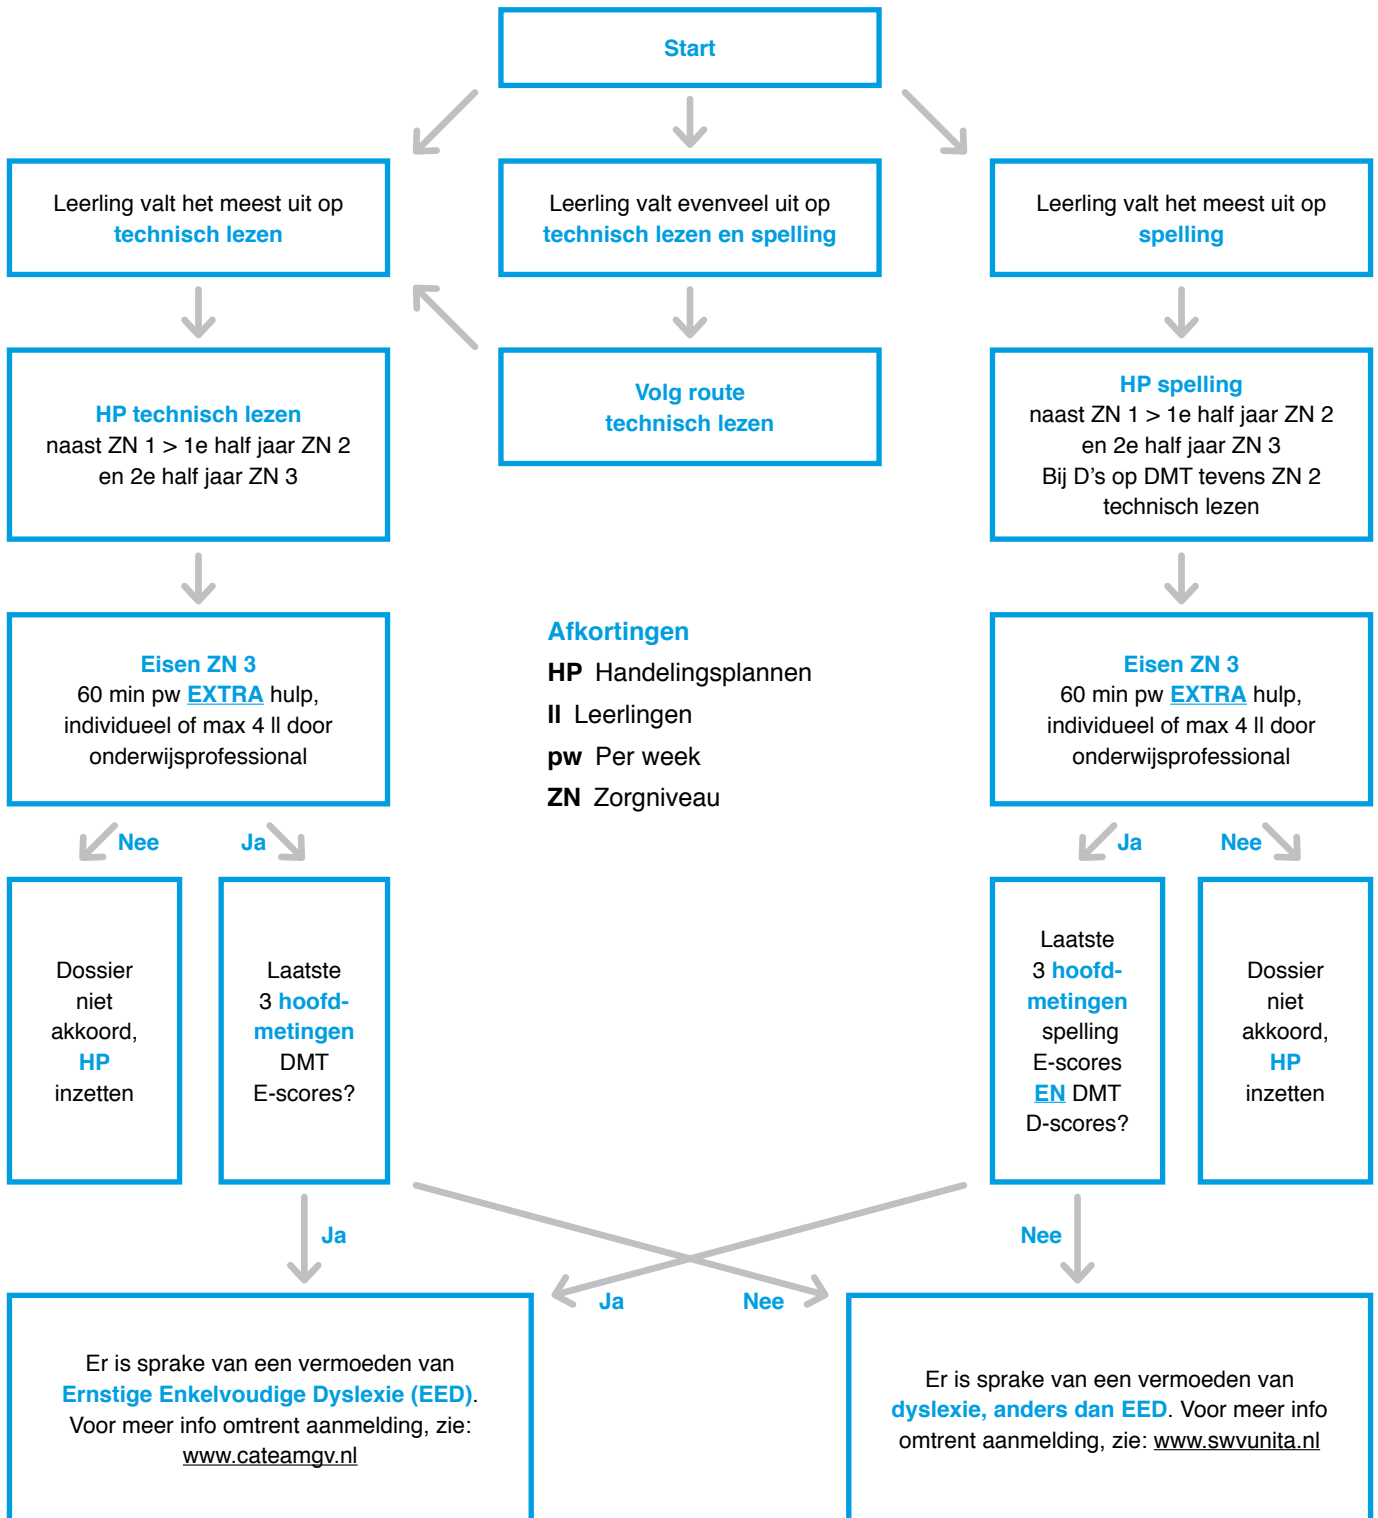 Start
Leerling valt het meest uit op
technisch lezen
Leerling valt evenveel uit op
technisch lezen en spelling
Leerling valt het meest uit op
spelling
HP technisch lezen
naast ZN 1 > 1e half jaar ZN 2
en 2e half jaar ZN 3
Volg route
technisch lezen
HP spelling
naast ZN 1 > 1e half jaar ZN 2
en 2e half jaar ZN 3
Bij D's op DMT tevens ZN 2
technisch lezen
Eisen ZN 3
60 min pw EXTRA hulp,
individueel of max 4 ll door
onderwijsprofessional
Afkortingen
HP Handelingsplannen
ll Leerlingen
pw Per week
ZN Zorgniveau
Eisen ZN 3
60 min pw EXTRA hulp,
individueel of max 4 ll door
onderwijsprofessional
Nee
Ja
Ja
Nee
Dossier
niet
akkoord,
HP
inzetten
Laatste
3 hoofd-
metingen
DMT
E-scores?
Laatste
3 hoofd-
metingen
spelling
E-scores
EN DMT
D-scores?
Dossier
niet
akkoord,
HP
inzetten
Ja
Nee
Ja
Nee
Er is sprake van een vermoeden van
Ernstige Enkelvoudige Dyslexie (EED).
Voor meer info omtrent aanmelding, zie:
www.cateamgv.nl
Er is sprake van een vermoeden van
dyslexie, anders dan EED. Voor meer info
omtrent aanmelding, zie: www.swvunita.nl